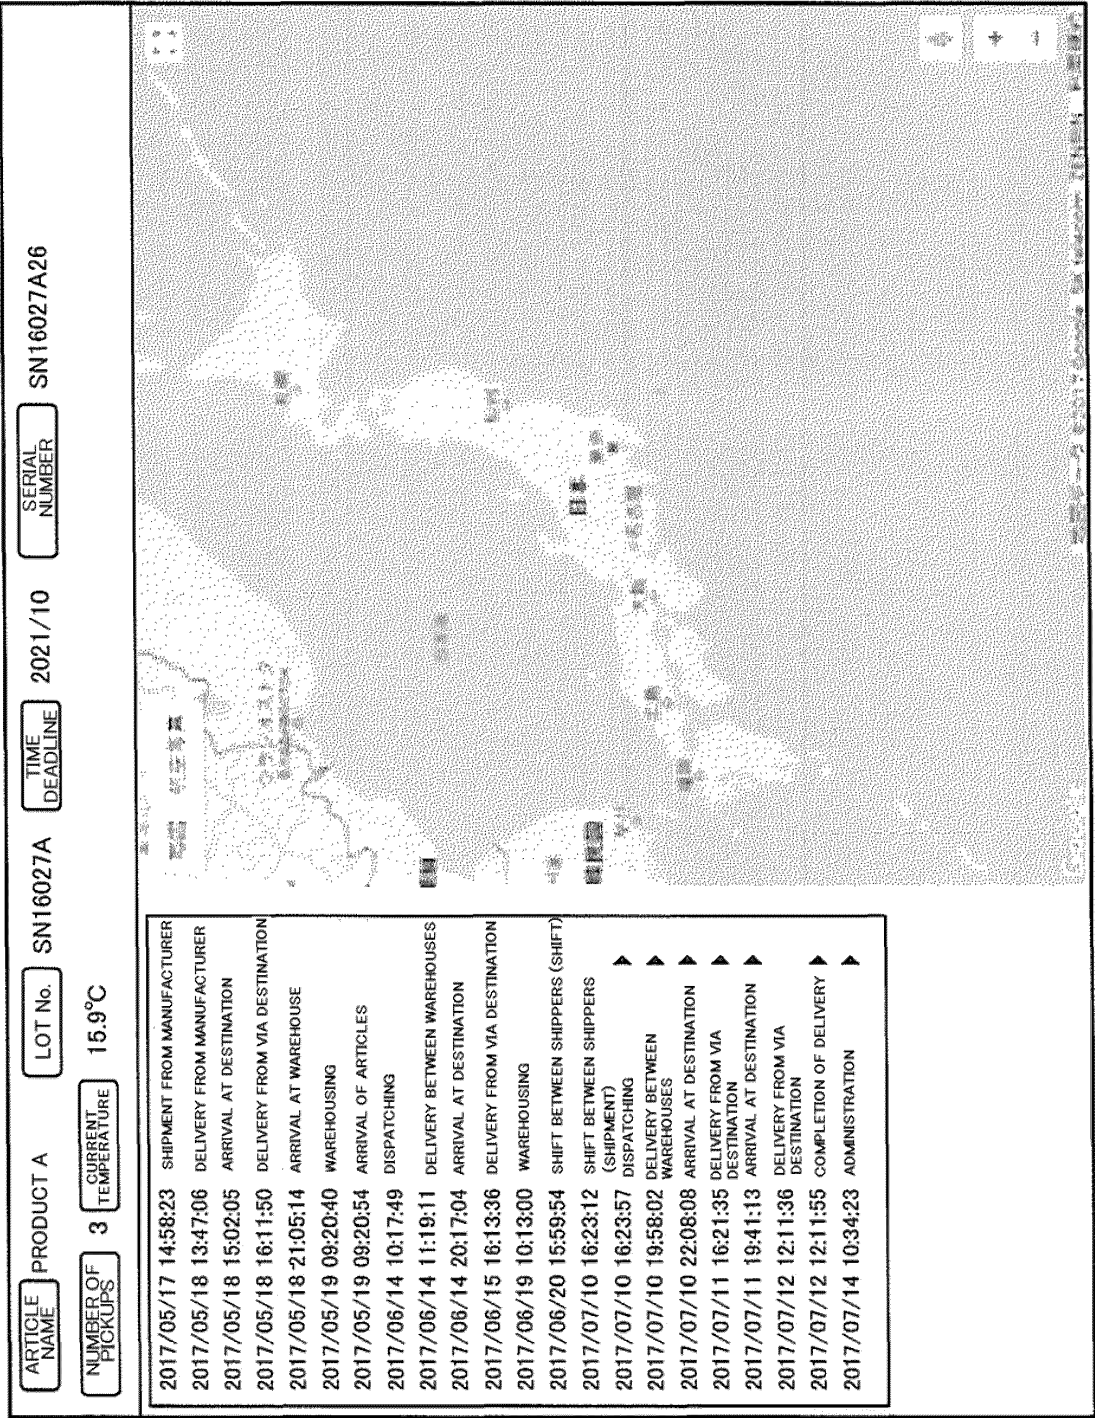 ARTICLE NAME PRODUCT A LOT No. SN16027A TIME DEADLINE 2021/10 SERIAL NUMBER SN16027A26
NUMBER OF PICKUPS 3 CURRENT TEMPERATURE 15.9°C
2017/05/17 14:58:23 SHIPMENT FROM MANUFACTURER
2017/05/18 13:47:06 DELIVERY FROM MANUFACTURER
2017/05/18 15:02:05 ARRIVAL AT DESTINATION
2017/05/18 16:11:50 DELIVERY FROM VIA DESTINATION
2017/05/18 21:05:14 ARRIVAL AT WAREHOUSE
2017/05/19 09:20:40 WAREHOUSING
2017/05/19 09:20:54 ARRIVAL OF ARTICLES
2017/06/14 10:17:49 DISPATCHING
2017/06/14 11:19:11 DELIVERY BETWEEN WAREHOUSES
2017/06/14 20:17:04 ARRIVAL AT DESTINATION
2017/06/15 16:13:36 DELIVERY FROM VIA DESTINATION
2017/06/19 10:13:00 WAREHOUSING
2017/06/20 15:59:54 SHIFT BETWEEN SHIPPERS (SHIFT)
2017/07/10 16:23:12 SHIFT BETWEEN SHIPPERS
(SHIPMENT)
2017/07/10 16:23:57 DISPATCHING
2017/07/10 19:58:02 DELIVERY BETWEEN
WAREHOUSES
2017/07/10 22:08:08 ARRIVAL AT DESTINATION
2017/07/11 16:21:35 DELIVERY FROM VIA
DESTINATION
2017/07/11 19:41:13 ARRIVAL AT DESTINATION
2017/07/12 12:11:36 DELIVERY FROM VIA
DESTINATION
2017/07/12 12:11:55 COMPLETION OF DELIVERY
2017/07/14 10:34:23 ADMINISTRATION